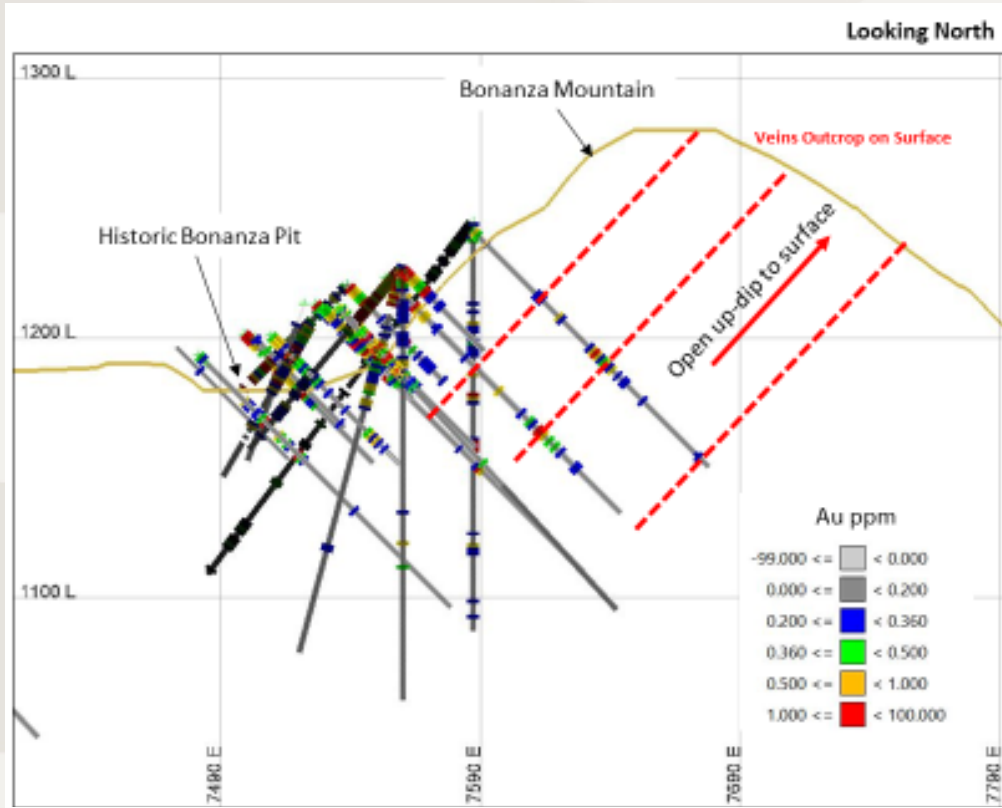 Looking North
1300 L
Bonanza Mountain
Veins Outcrop on Surface
Historic Bonanza Pit
Open up-dip to surface
1200 L
1100 L
Au ppm
-99.000 <= < 0.000
0.000 <= < 0.200
0.200 <= < 0.360
0.360 <= < 0.500
0.500 <= < 1.000
1.000 <= < 100.000
7490 E
7590 E
7690 E
7790 E